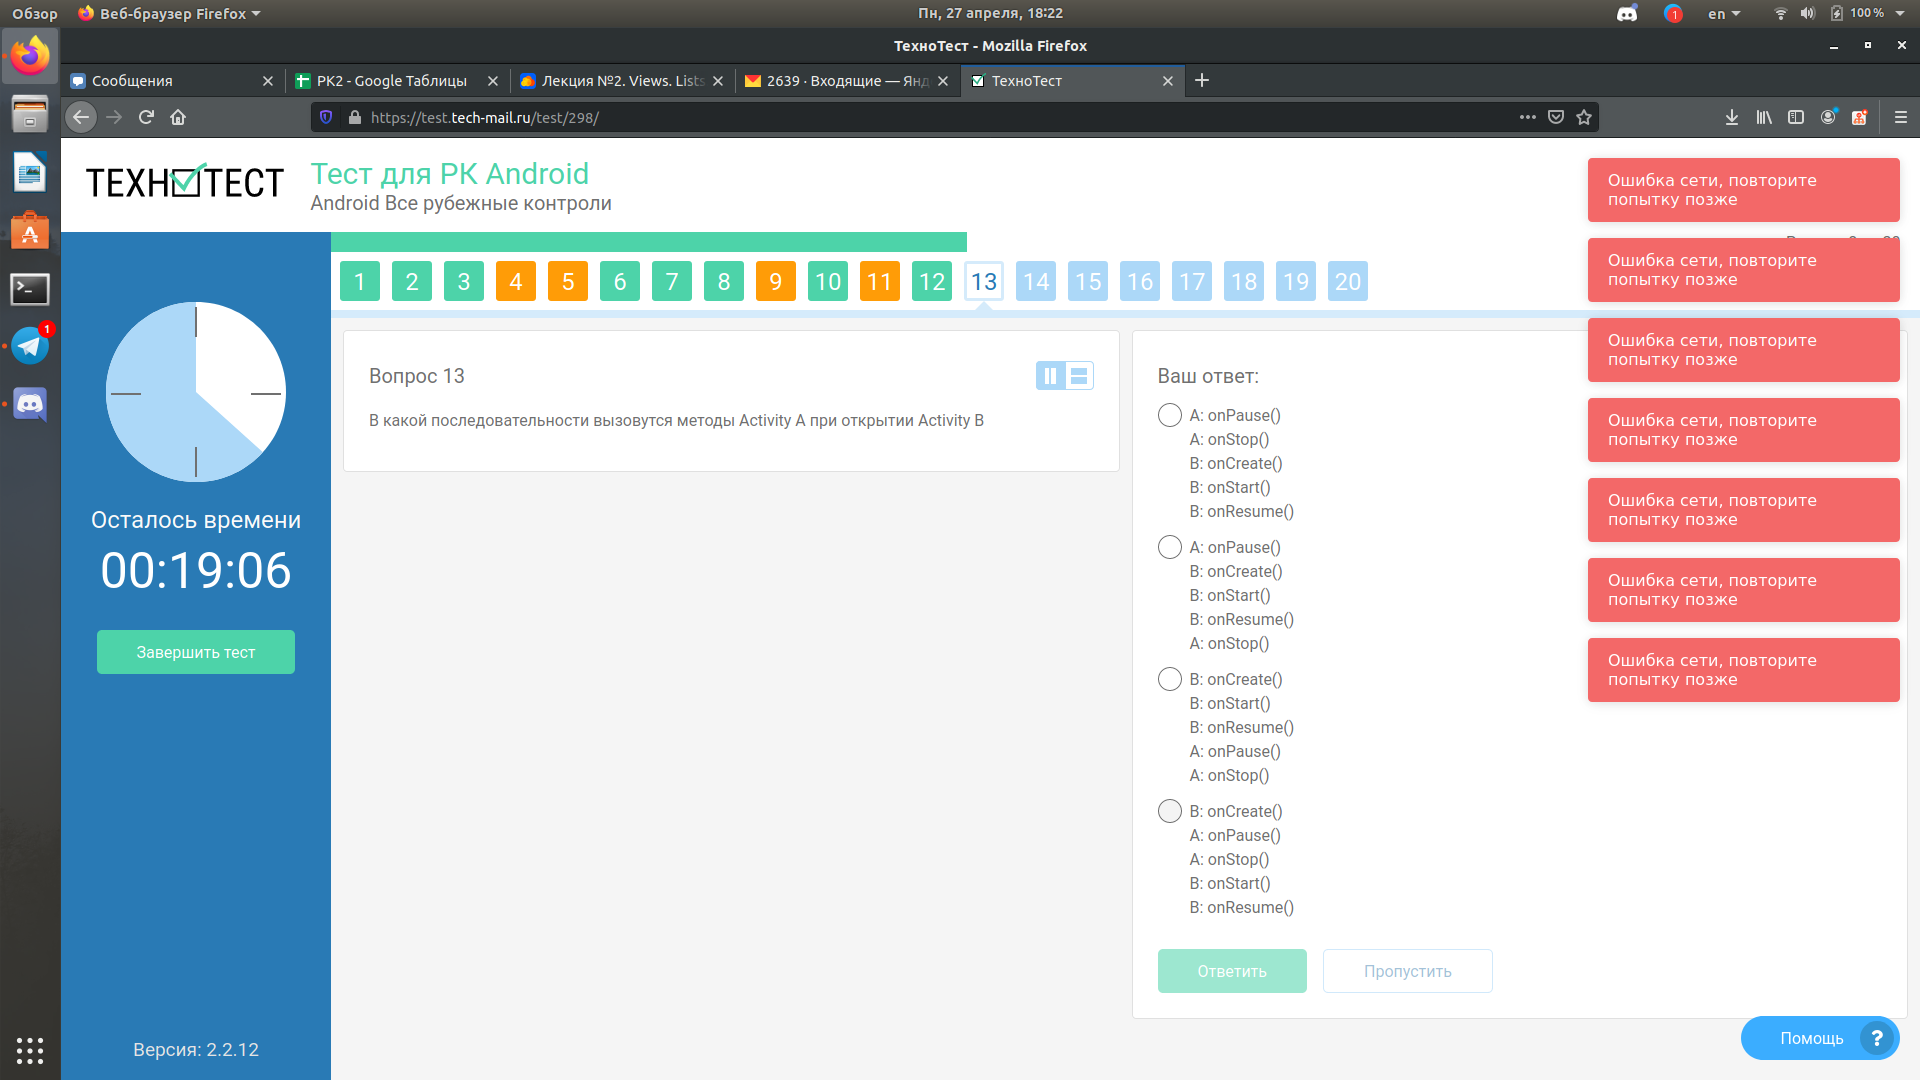 Обзор
Веб-браузер Firefox
Пн, 27 апреля, 18:22
1
en
100 %
ТехноТест - Mozilla Firefox
Сообщения
РК2 - Google Таблицы
Лекция №2. Views. Lists
2639 · Входящие — Янд
ТехноТест
https://test.tech-mail.ru/test/298/
ТЕХНОТЕСТ
Тест для РК Android
Android Все рубежные контроли
1 2 3 4 5 6 7 8 9 10 11 12 13 14 15 16 17 18 19 20
Осталось времени
00:19:06
Завершить тест
Версия: 2.2.12
Вопрос 13
В какой последовательности вызовутся методы Activity A при открытии Activity B
Ваш ответ:
A: onPause()
A: onStop()
B: onCreate()
B: onStart()
B: onResume()
A: onPause()
B: onCreate()
B: onStart()
B: onResume()
A: onStop()
B: onCreate()
B: onStart()
B: onResume()
A: onPause()
A: onStop()
B: onCreate()
A: onPause()
A: onStop()
B: onStart()
B: onResume()
Ответить
Пропустить
Ошибка сети, повторите
попытку позже
Ошибка сети, повторите
попытку позже
Ошибка сети, повторите
попытку позже
Ошибка сети, повторите
попытку позже
Ошибка сети, повторите
попытку позже
Ошибка сети, повторите
попытку позже
Ошибка сети, повторите
попытку позже
Помощь ?
1